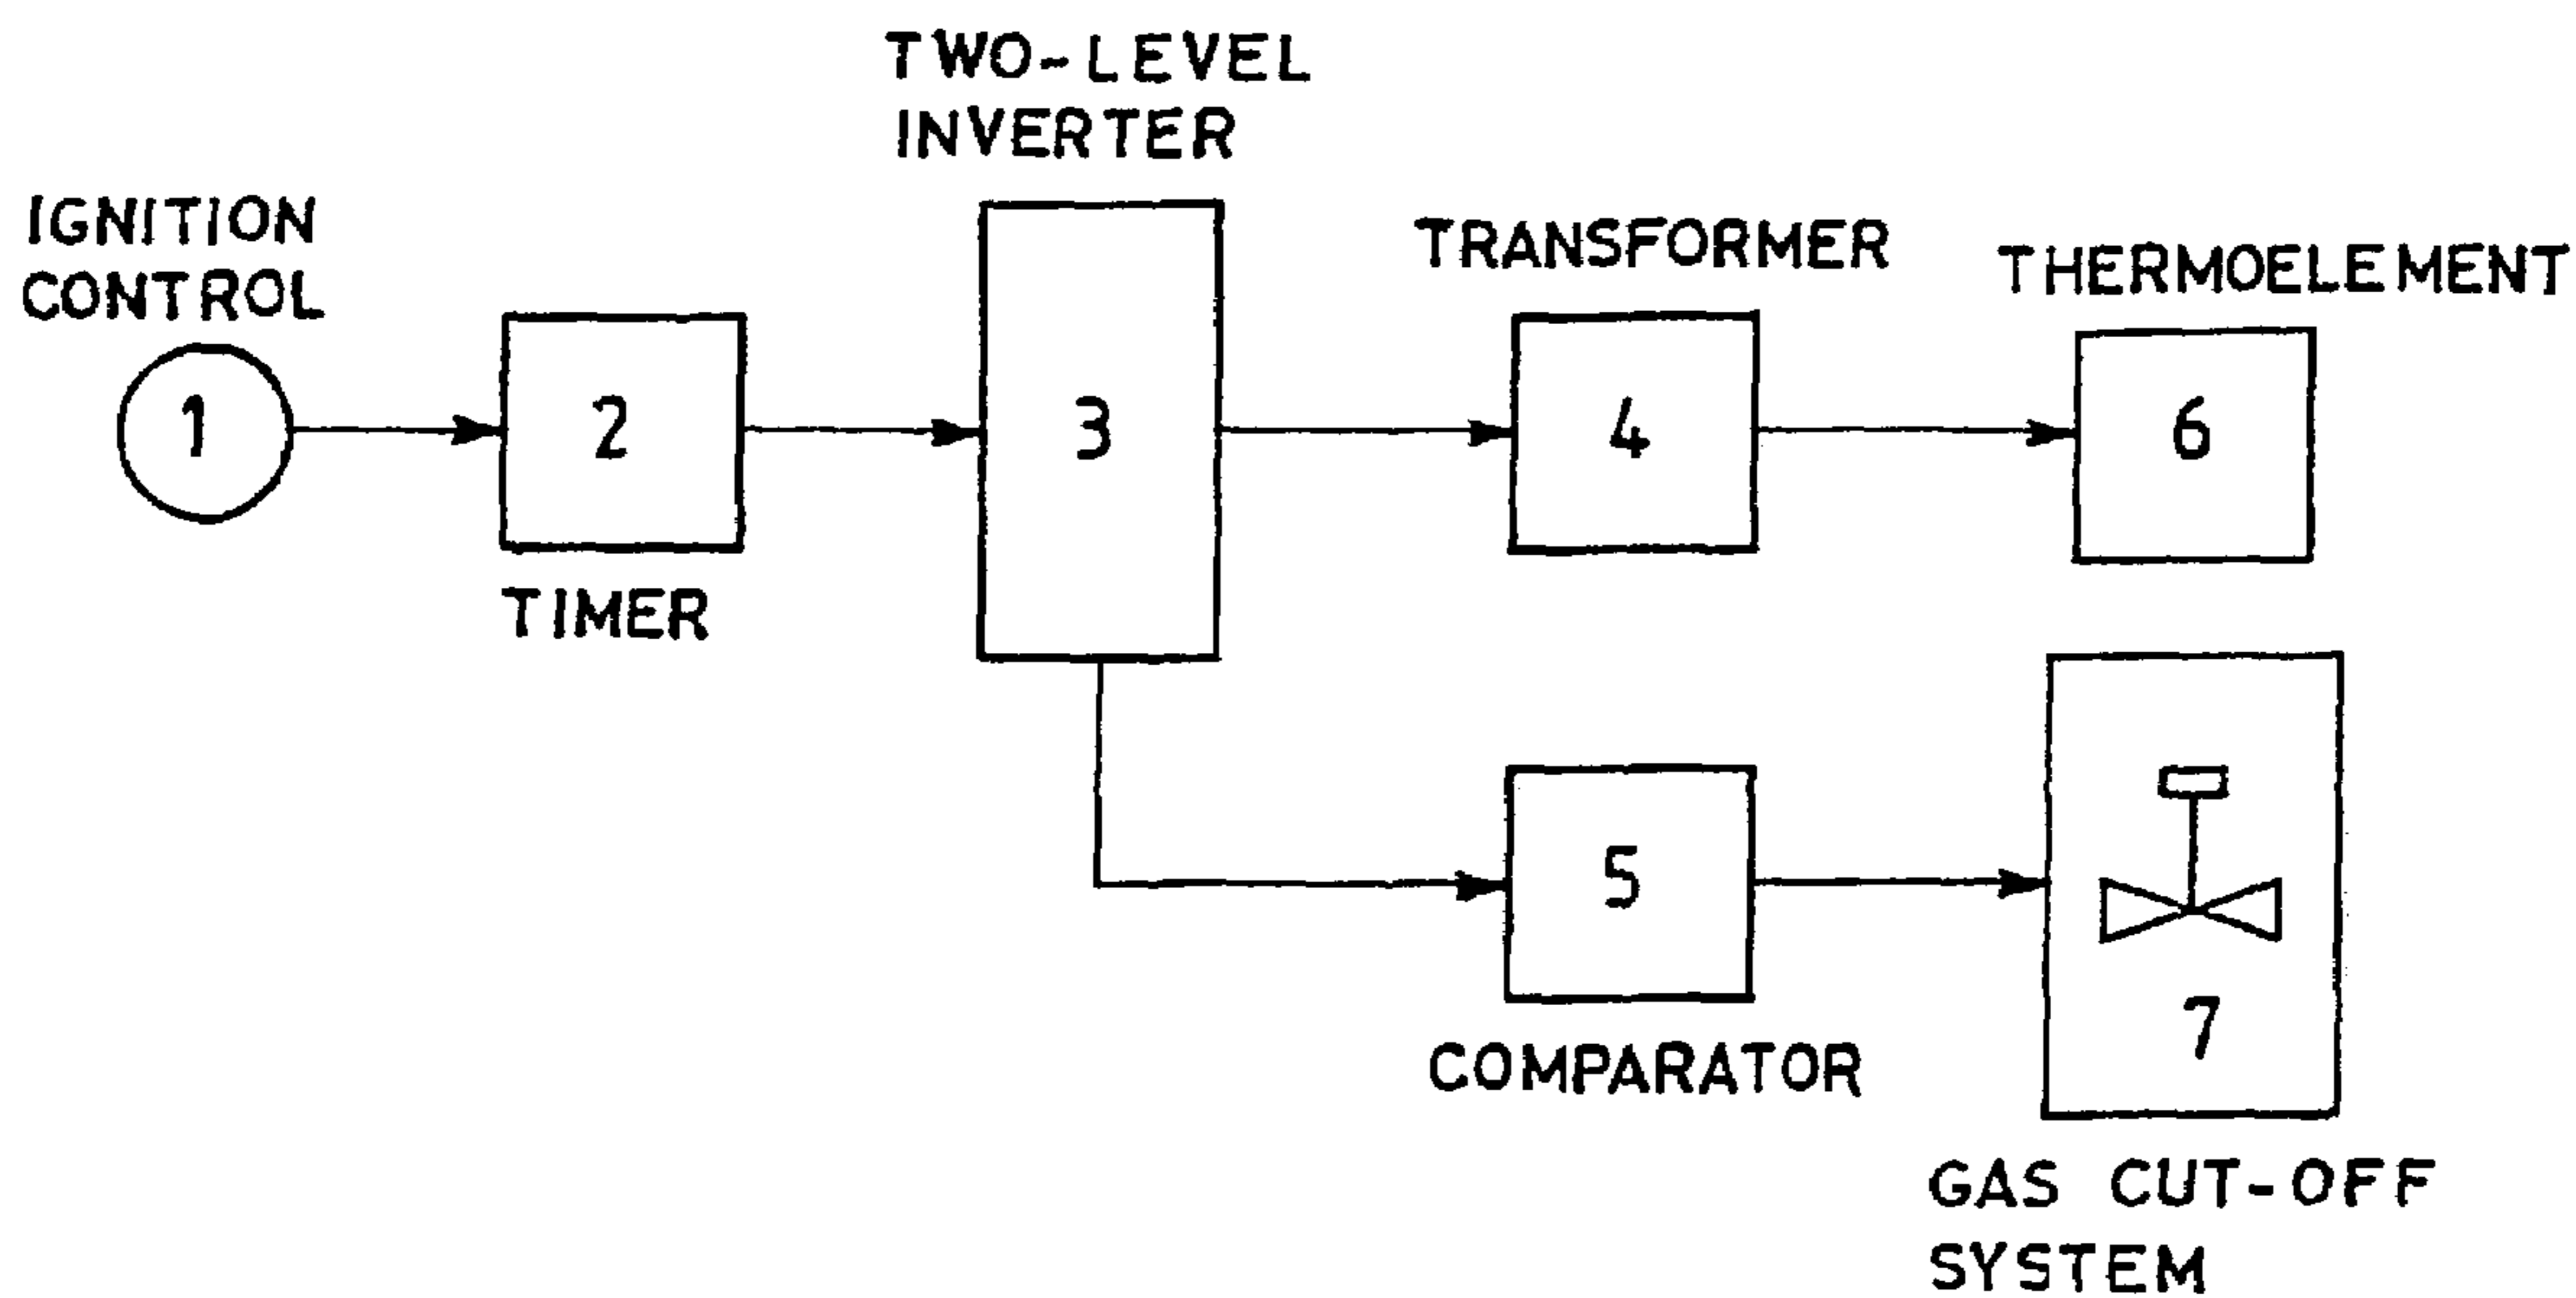 TWO-LEVEL
INVERTER
IGNITION
CONTROL
TRANSFORMER
THERMOELEMENT
1
2
3
4
6
TIMER
5
7
COMPARATOR
GAS CUT-OFF
SYSTEM